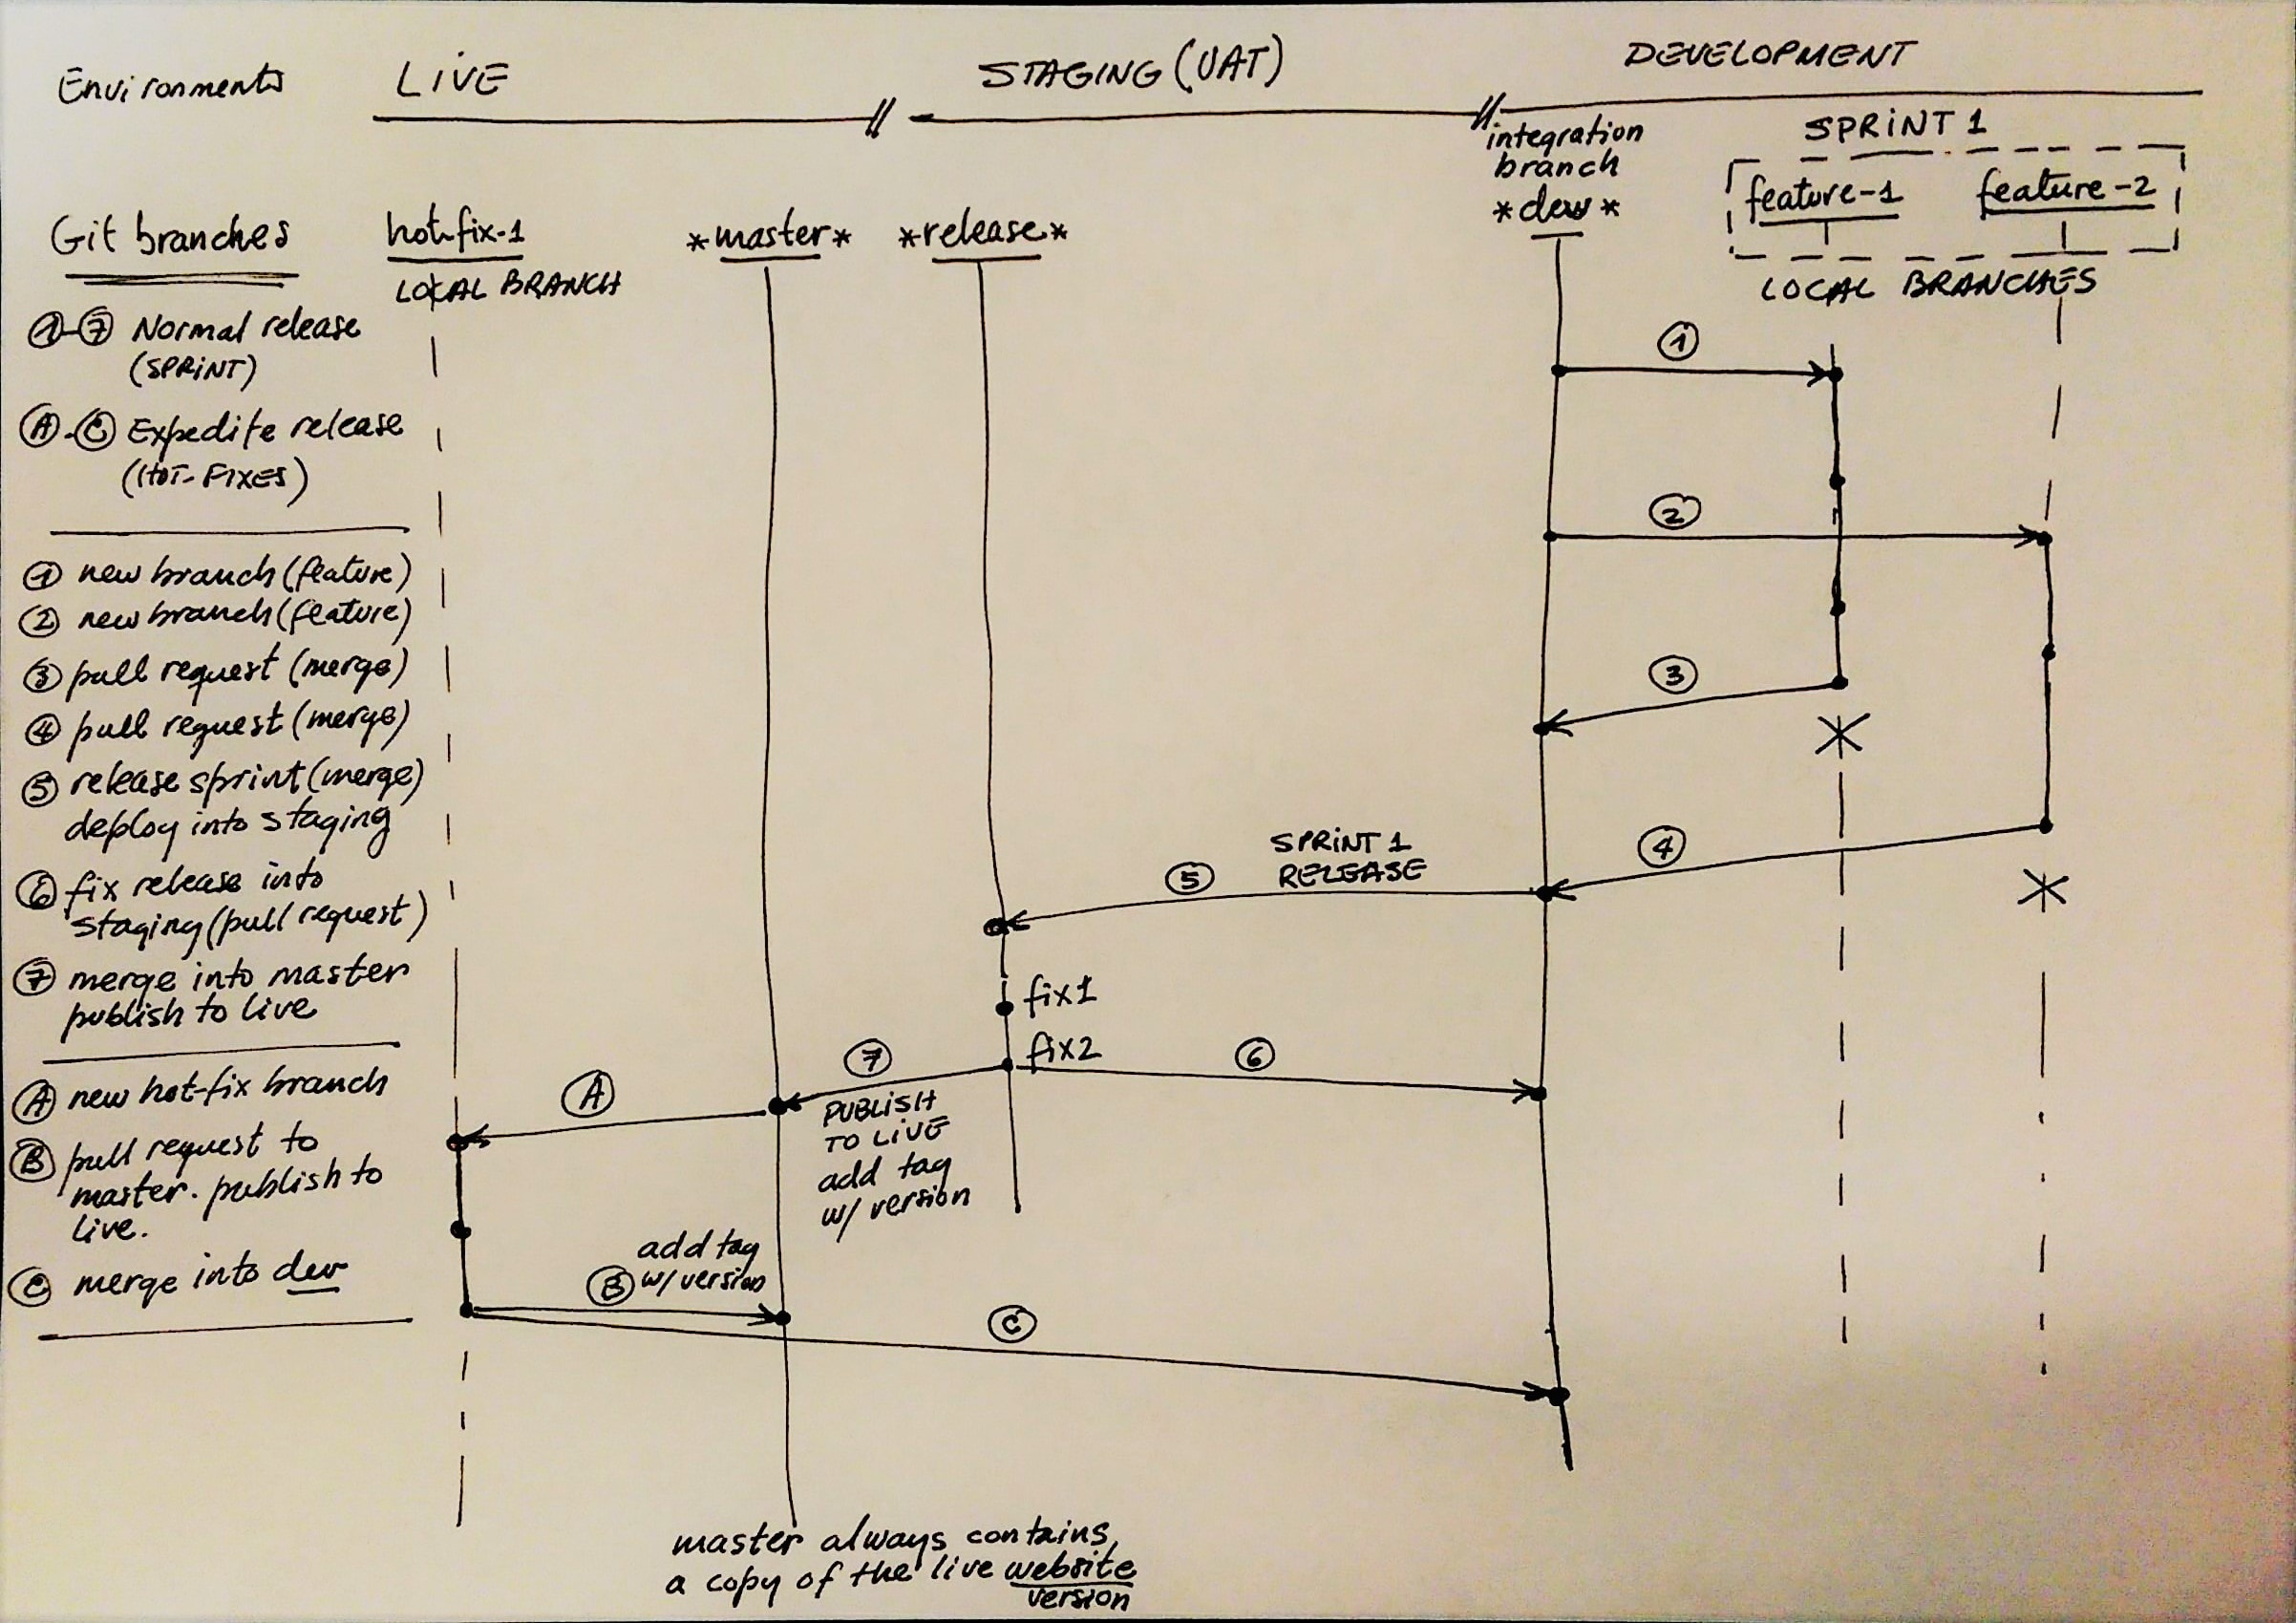 Environments LIVE STAGING (UAT) DEVELOPMENT
integration
branch
*dev*
SPRINT 1
feature-1 feature-2
LOCAL BRANCHES
Git branches hot-fix-1 *master* *release*
LOCAL BRANCH
1-7 Normal release
(SPRINT)
A-C Expedite release
(HOT-FIXES)
1 new branch (feature)
2 new branch (feature)
3 pull request (merge)
4 pull request (merge)
5 release sprint (merge)
deploy into staging
6 fix release into
staging (pull request)
7 merge into master
publish to live
A new hot-fix branch
B pull request to
master. publish to
live.
C merge into dev
1
2
3
4
SPRINT 1
RELEASE
5
fix1
fix2
6
7
PUBLISH
TO LIVE
add tag
w/ version
A
add tag
w/ version
B
C
master always contains
a copy of the live website
version